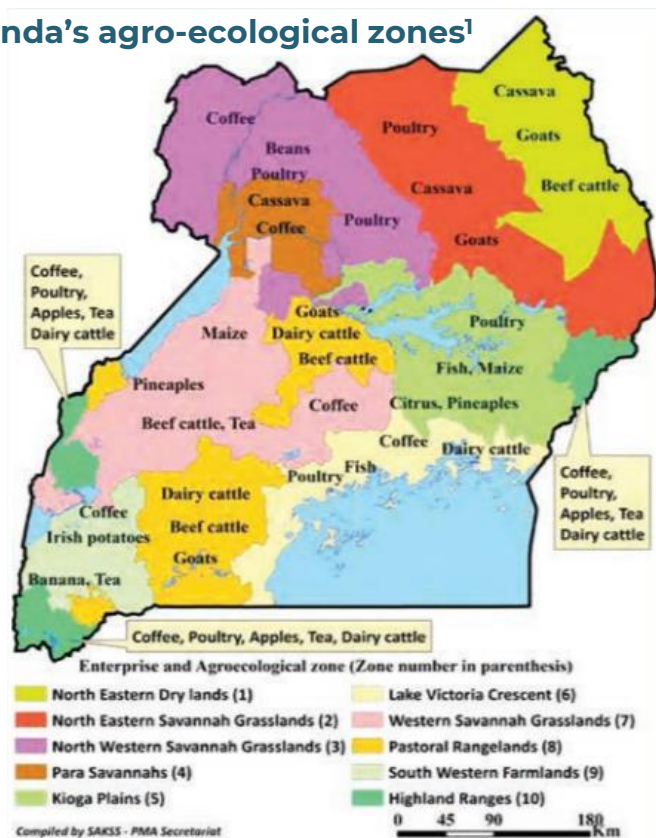 nda's agro-ecological zones¹
Cassava
Coffee
Poultry
Goats
Beans
Poultry
Beef cattle
Cassava
Cassava
Poultry
Coffee
Goats
Coffee,
Poultry,
Apples, Tea
Dairy cattle
Goats
Poultry
Maize
Dairy cattle
Beef cattle
Fish, Maize
Pineaples
Coffee
Citrus, Pineaples
Beef cattle, Tea
Coffee
Dairy cattle
Poultry
Fish
Coffee,
Poultry,
Apples, Tea
Dairy cattle
Dairy cattle
Coffee
Beef cattle
Irish potatoes
Goats
Banana, Tea
Coffee, Poultry, Apples, Tea, Dairy cattle
Enterprise and Agroecological zone (Zone number in parenthesis)
North Eastern Dry lands (1)
North Eastern Savannah Grasslands (2)
North Western Savannah Grasslands (3)
Para Savannahs (4)
Kioga Plains (5)
Lake Victoria Crescent (6)
Western Savannah Grasslands (7)
Pastoral Rangelands (8)
South Western Farmlands (9)
Highland Ranges (10)
Compiled by SAKSS - PMA Secretariat
0 45 90 180
Km